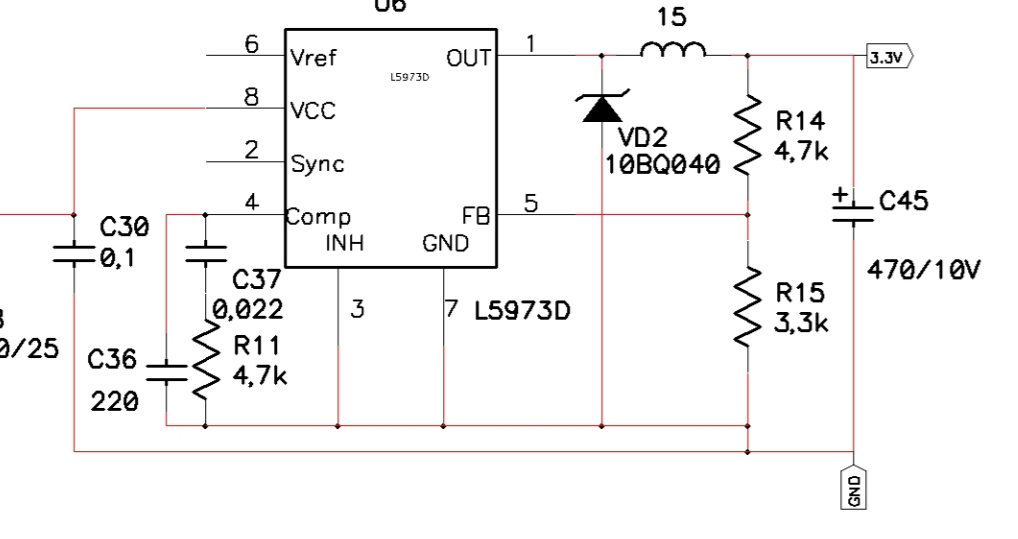 U6
15
6
Vref
OUT
1
L5973D
3.3V
8
VCC
R14
4,7k
VD2
10BQ040
2
Sync
4
Comp
FB
5
C45
C30
0,1
INH
GND
470/10V
C37
0,022
3
7
L5973D
R15
3,3k
0/25
C36
220
R11
4,7k
GND